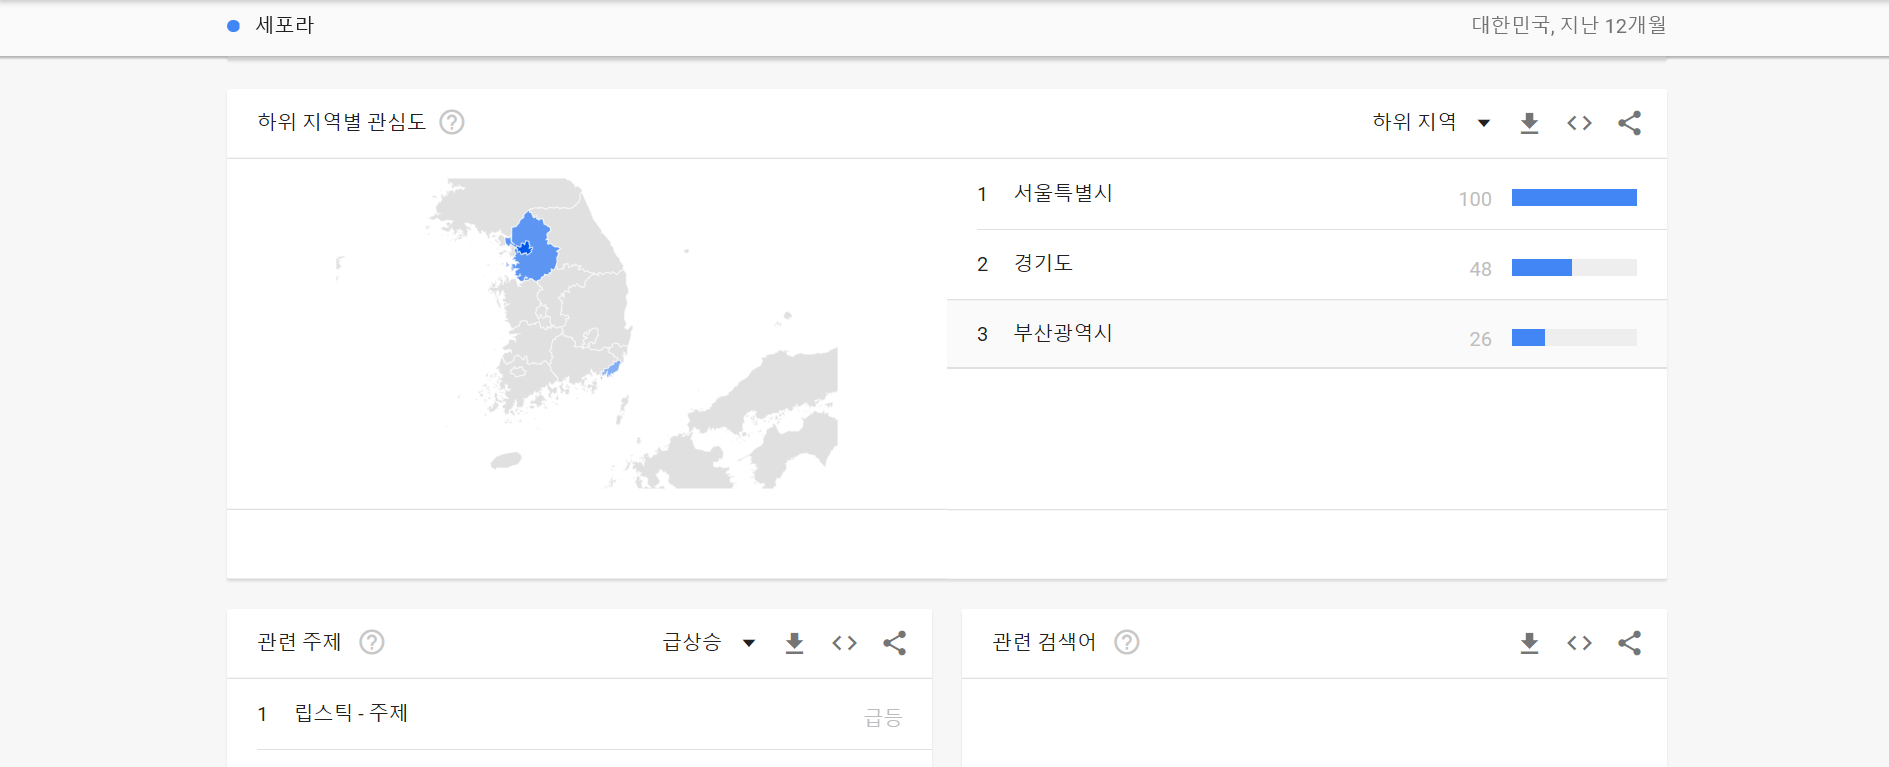 세포라
대한민국, 지난 12개월
하위 지역별 관심도
하위 지역
1 서울특별시 100
2 경기도 48
3 부산광역시 26
관련 주제
급상승
1 립스틱 - 주제 급등
관련 검색어